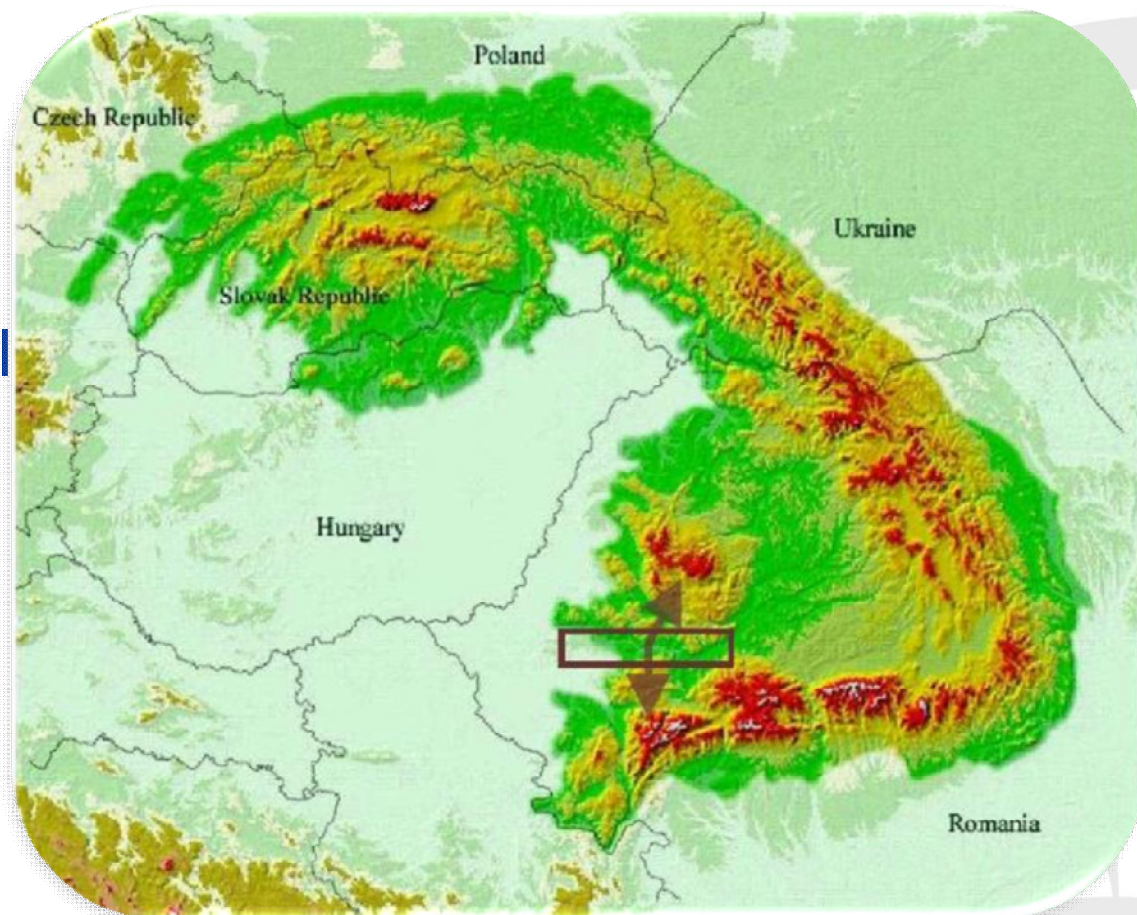 Poland
Czech Republic
Ukraine
Slovak Republic
Hungary
Romania